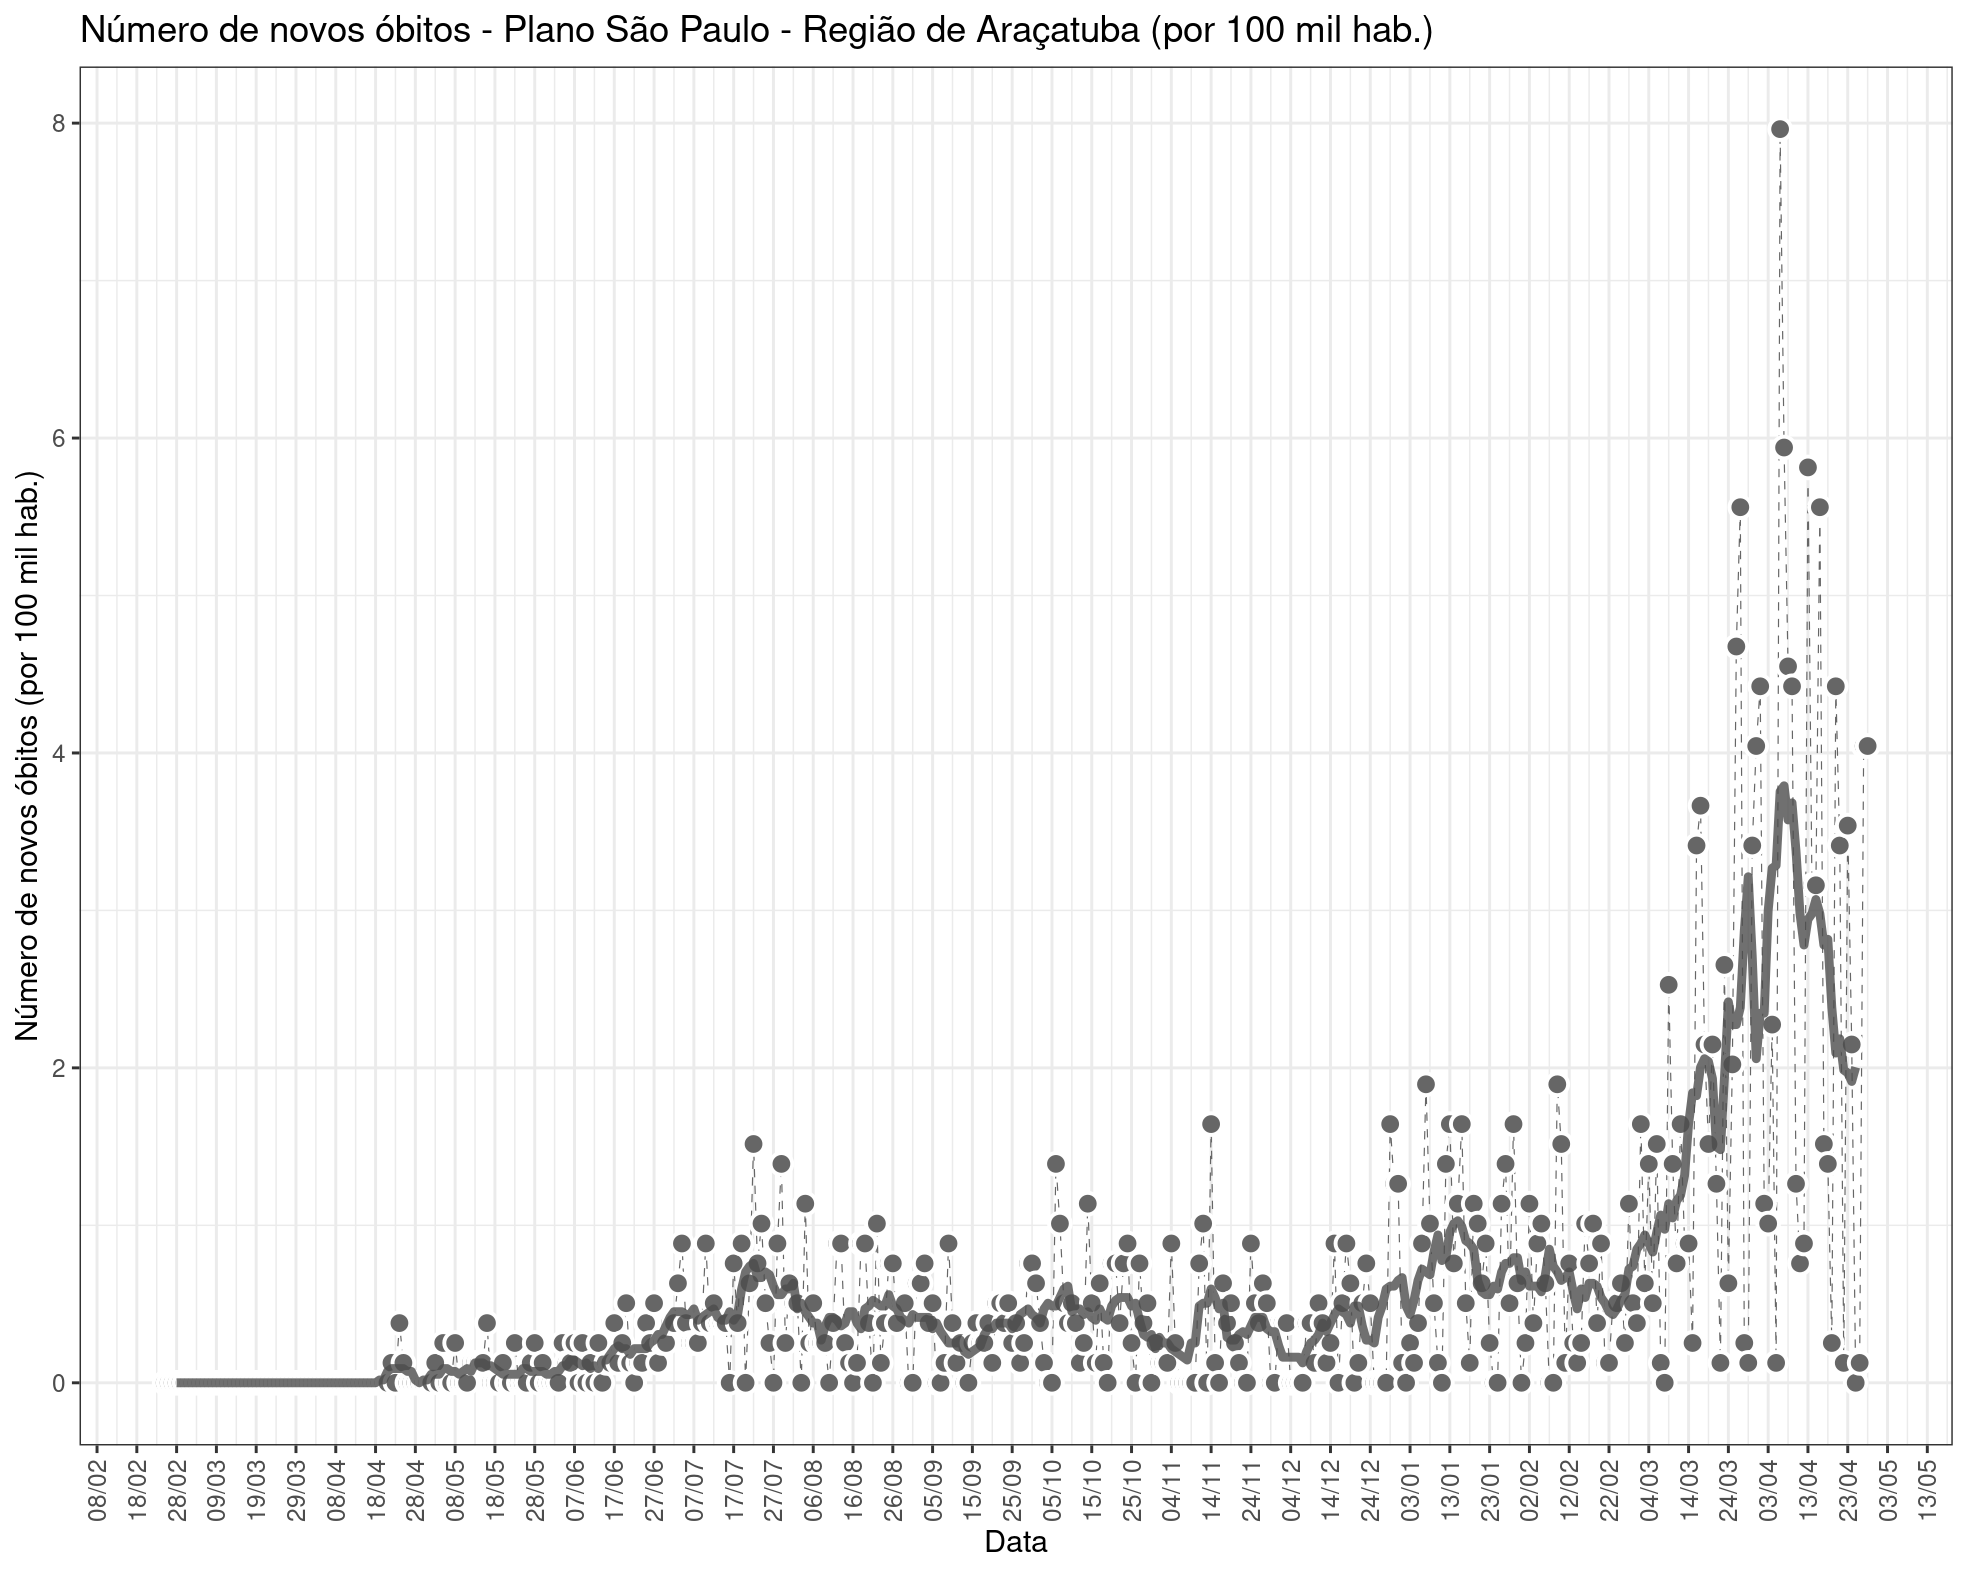 Número de novos óbitos - Plano São Paulo - Região de Araçatuba (por 100 mil hab.)
Número de novos óbitos (por 100 mil hab.)
8
6
4
2
0
08/02 18/02 28/02 09/03 19/03 29/03 08/04 18/04 28/04 08/05 18/05 28/05 07/06 17/06 27/06 07/07 17/07 27/07 06/08 16/08 26/08 05/09 15/09 25/09 05/10 15/10 25/10 04/11 14/11 24/11 04/12 14/12 24/12 03/01 13/01 23/01 02/02 12/02 22/02 04/03 14/03 24/03 03/04 13/04 23/04 03/05 13/05
Data